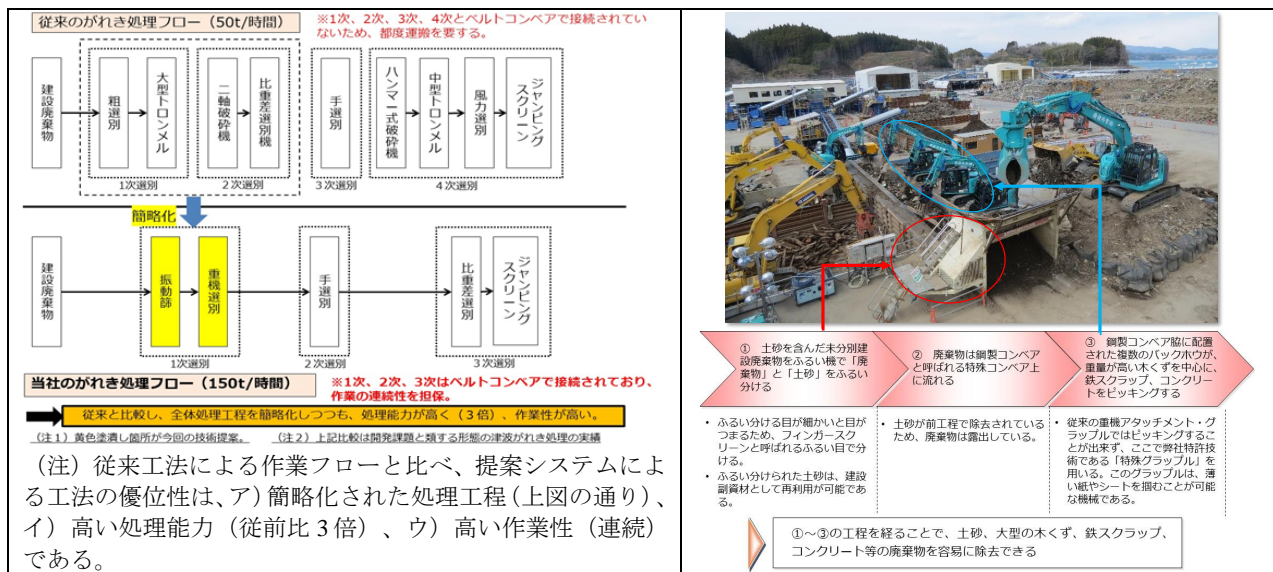 従来のがれき処理フロー（50t/時間）
※1次、2次、3次、4次とベルトコンベアで接続されてい
ないため、都度運搬を要する。
建設廃棄物
粗選別
大型トロンメル
二軸破砕機
比重差選別機
手選別
ハンマー式破砕機
中型トロンメル
風力選別
ジャンピング
スクリーン
1次選別
2次選別
3次選別
4次選別
簡略化
建設廃棄物
振動篩
重機選別
手選別
比重差選別
ジャンピング
スクリーン
1次選別
2次選別
3次選別
当社のがれき処理フロー（150t/時間）
※1次、2次、3次はベルトコンベアで接続されており、
作業の連続性を担保。
従来と比較し、全体処理工程を簡略化しつつも、処理能力が高く（3倍）、作業性が高い。
（注1）黄色塗潰し箇所が今回の技術提案。
（注2）上記比較は開発課題と類する形態の津波がれき処理の実績
（注）従来工法による作業フローと比べ、提案システムによ
る工法の優位性は、ア）簡略化された処理工程（上図の通り）、
イ）高い処理能力（従前比3倍）、ウ）高い作業性（連続）
である。
① 土砂を含んだ未分別建
設廃棄物をふるい機で「廃
棄物」と「土砂」をふるい
分ける
② 廃棄物は鋼製コンベア
と呼ばれる特殊コンベア上
に流れる
③ 鋼製コンベア脇に配置
された複数のバックホウが、
重量が高い木くずを中心に、
鉄スクラップ、コンクリー
トをピッキングする
• ふるい分ける目が細かいと目が
つまるため、フィンガースク
リーンと呼ばれるふるい目で分
ける。
• ふるい分けられた土砂は、建設
副資材として再利用が可能であ
る。
• 土砂が前工程で除去されている
ため、廃棄物は露出している。
• 従来の重機アタッチメント・グ
ラップルではピッキングするこ
とが出来ず、ここで弊社特許技
術である「特殊グラップル」を
用いる。このグラップルは、薄
い紙やシートを掴むことが可能
な機械である。
①～③の工程を経ることで、土砂、大型の木くず、鉄スクラップ、
コンクリート等の廃棄物を容易に除去できる